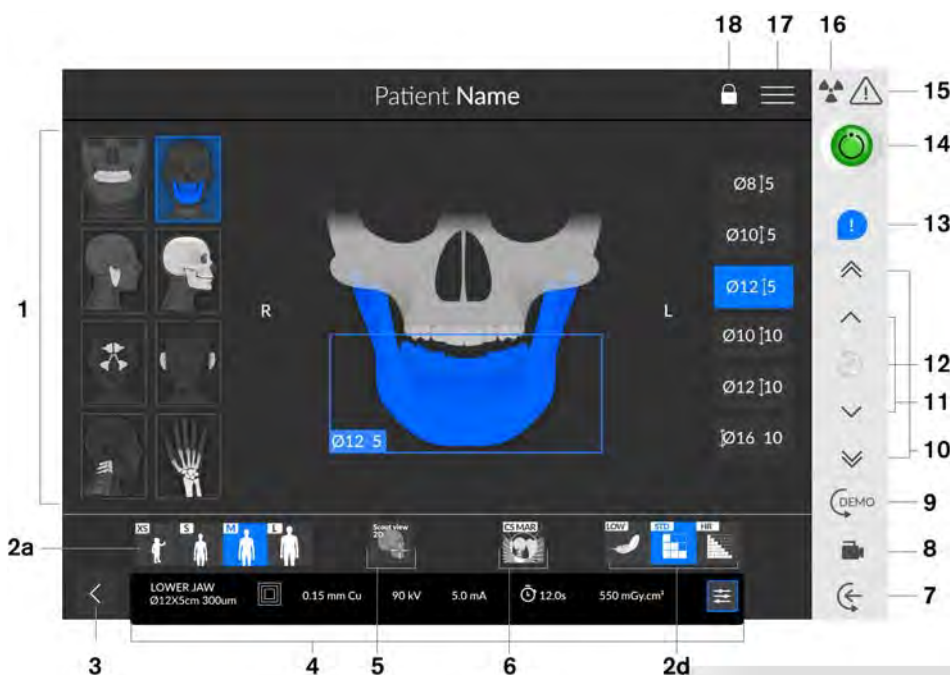 18 17 16
Patient Name
15
14
Ø8 5
13
Ø10 5
Ø12 5
1
R
L
Ø10 10
12
11
Ø12 10
Ø12 5
Ø16 10
10
DEMO
9
XS S M L
Scout view
2D
CS MAR
LOW STD HR
2a
8
LOWER JAW
Ø12X5cm 300um
0.15 mm Cu 90 kV 5.0 mA 12.0s 550 mGy.cm²
7
3 4 5 6 2d